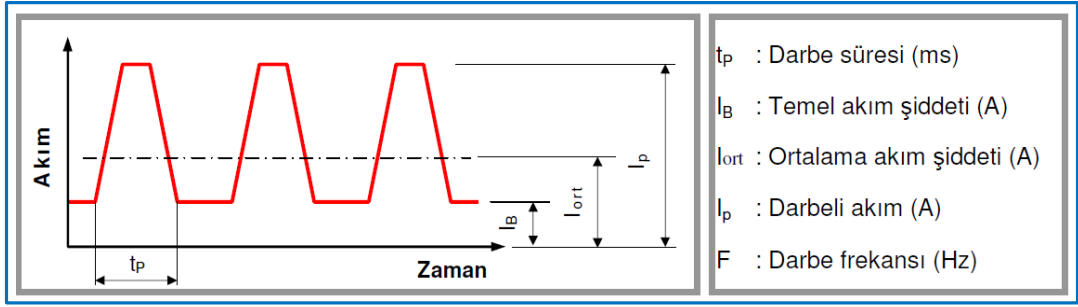 Akım
tP
Zaman
IB
Iort
Ip
tP : Darbe süresi (ms)
IB : Temel akım şiddeti (A)
Iort : Ortalama akım şiddeti (A)
Ip : Darbeli akım (A)
F : Darbe frekansı (Hz)